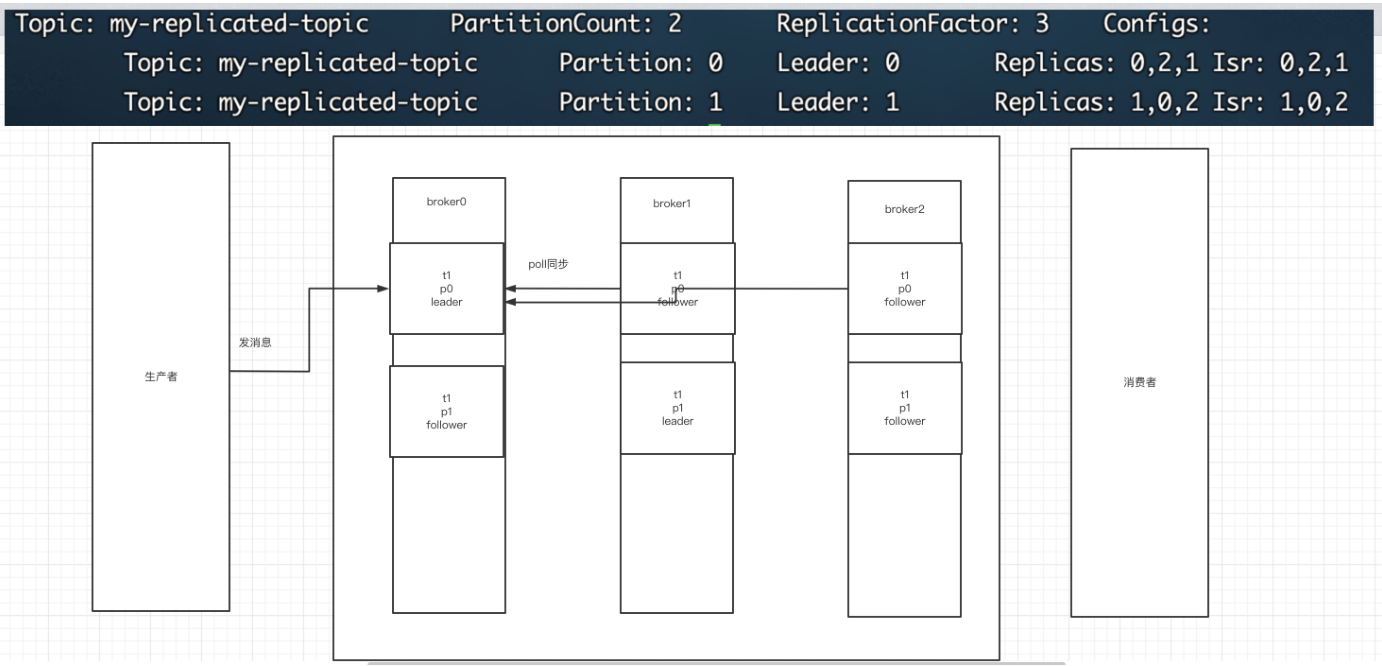 Topic: my-replicated-topic PartitionCount: 2 ReplicationFactor: 3 Configs:
Topic: my-replicated-topic Partition: 0 Leader: 0 Replicas: 0,2,1 Isr: 0,2,1
Topic: my-replicated-topic Partition: 1 Leader: 1 Replicas: 1,0,2 Isr: 1,0,2
生产者
发消息
broker0
t1
p0
leader
t1
p1
follower
poll同步
broker1
t1
p0
follower
t1
p1
leader
broker2
t1
p0
follower
t1
p1
follower
消费者